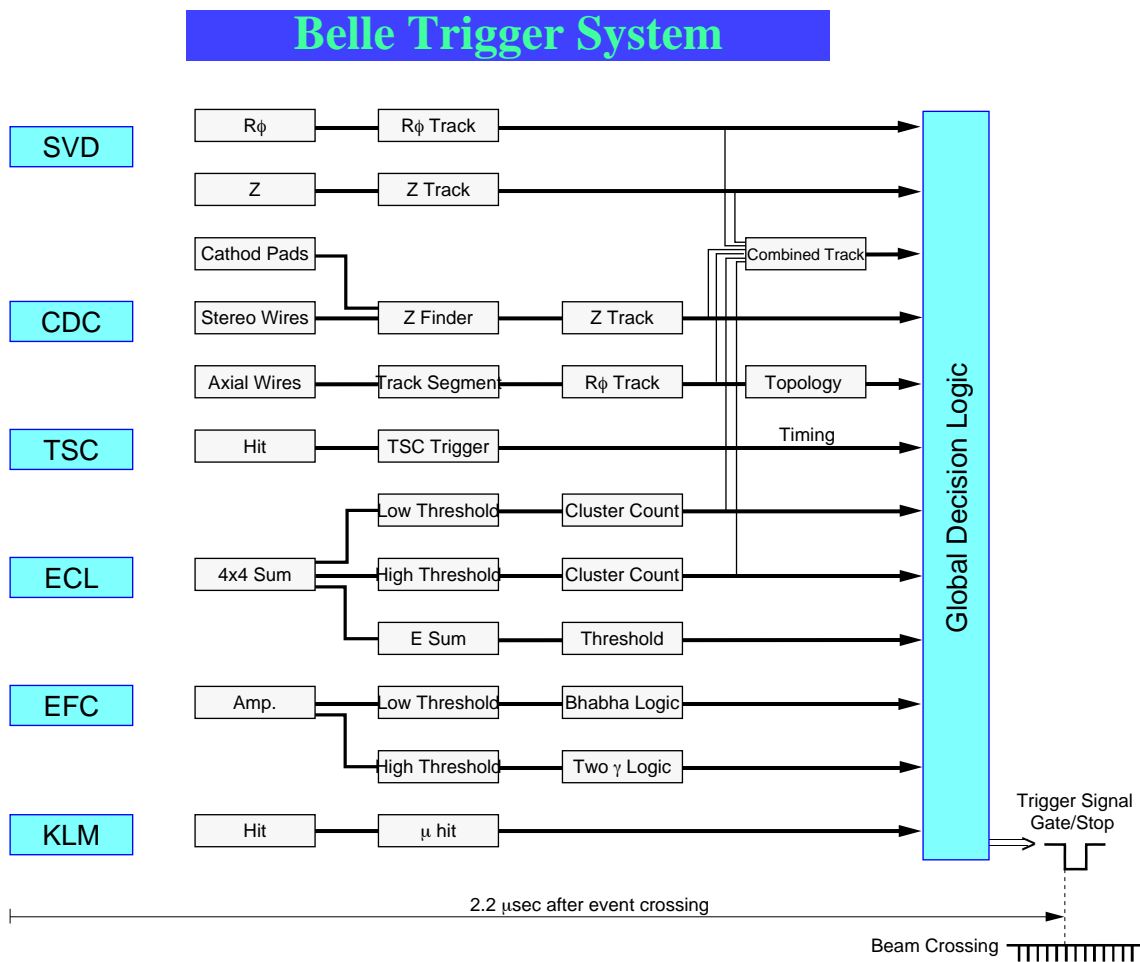 Belle Trigger System
SVD
Rϕ
Rϕ Track
Z
Z Track
Cathod Pads
Combined Track
CDC
Stereo Wires
Z Finder
Z Track
Axial Wires
Track Segment
Rϕ Track
Topology
TSC
Hit
TSC Trigger
Timing
Low Threshold
Cluster Count
ECL
4x4 Sum
High Threshold
Cluster Count
E Sum
Threshold
EFC
Amp.
Low Threshold
Bhabha Logic
High Threshold
Two γ Logic
KLM
Hit
μ hit
Global Decision Logic
Trigger Signal
Gate/Stop
2.2 μsec after event crossing
Beam Crossing